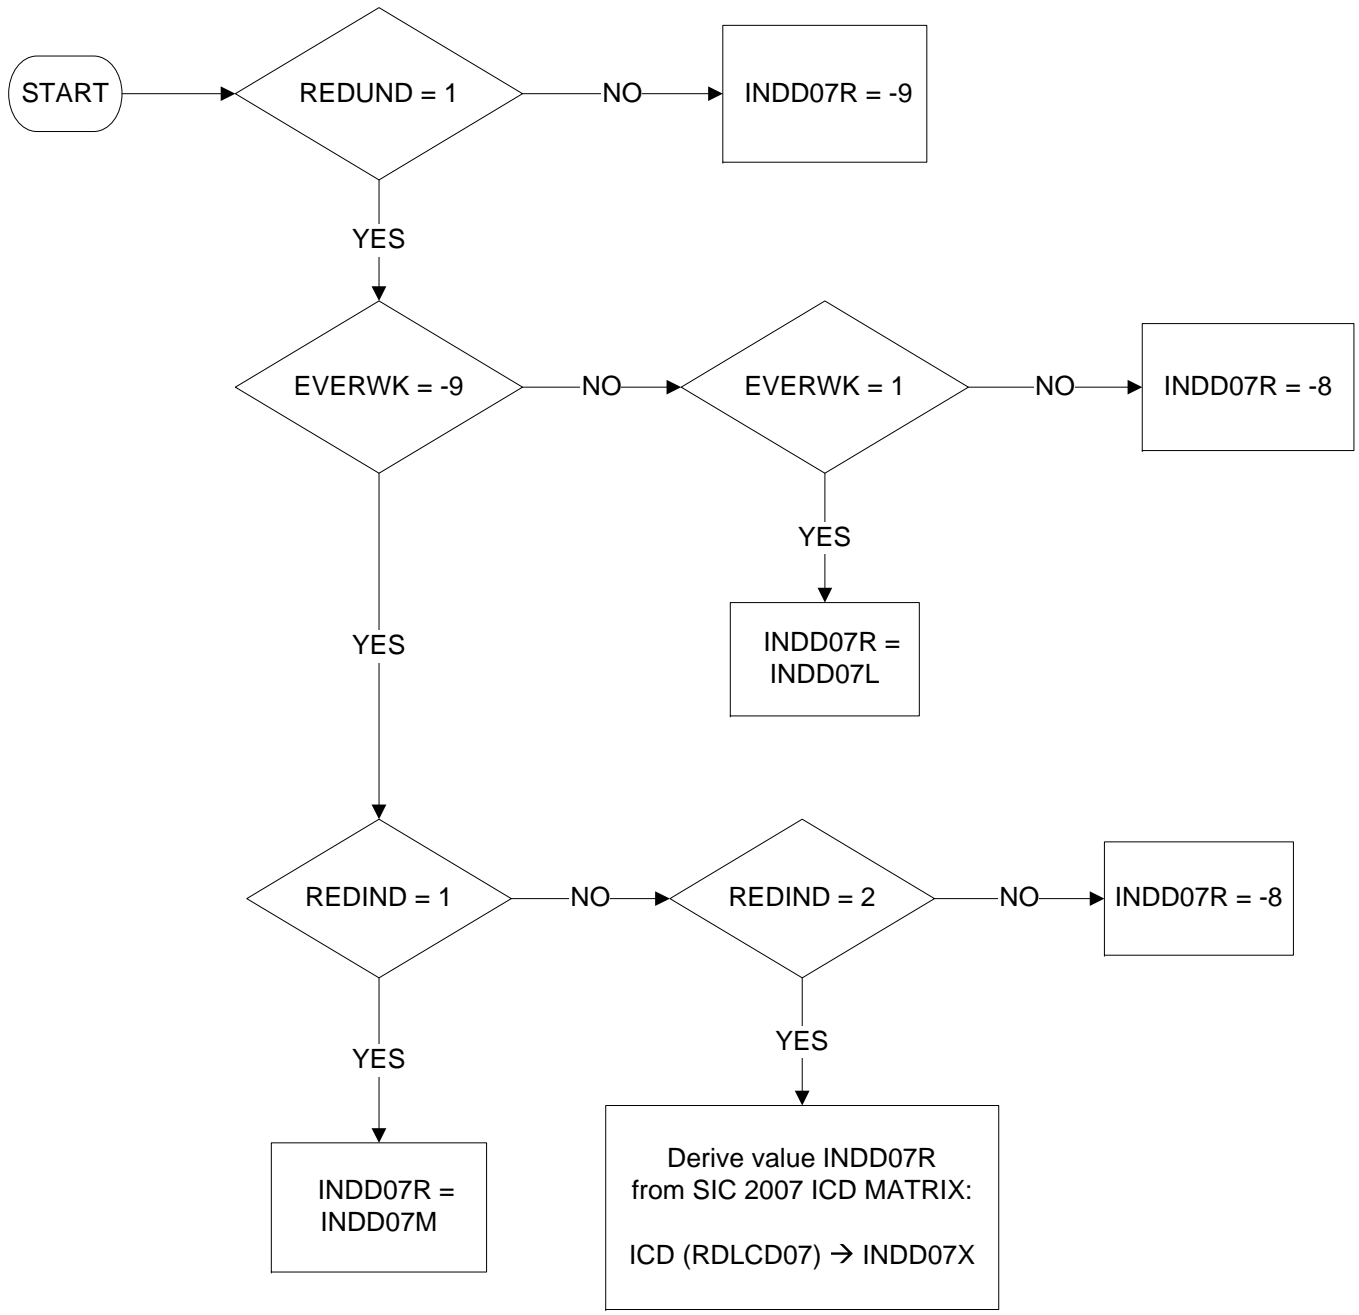 START
REDUND = 1
NO
INDD07R = -9
YES
EVERWK = -9
NO
EVERWK = 1
NO
INDD07R = -8
YES
INDD07R =
INDD07L
YES
REDIND = 1
NO
REDIND = 2
NO
INDD07R = -8
YES
INDD07R =
INDD07M
YES
Derive value INDD07R
from SIC 2007 ICD MATRIX:
ICD (RDLCD07) → INDD07X